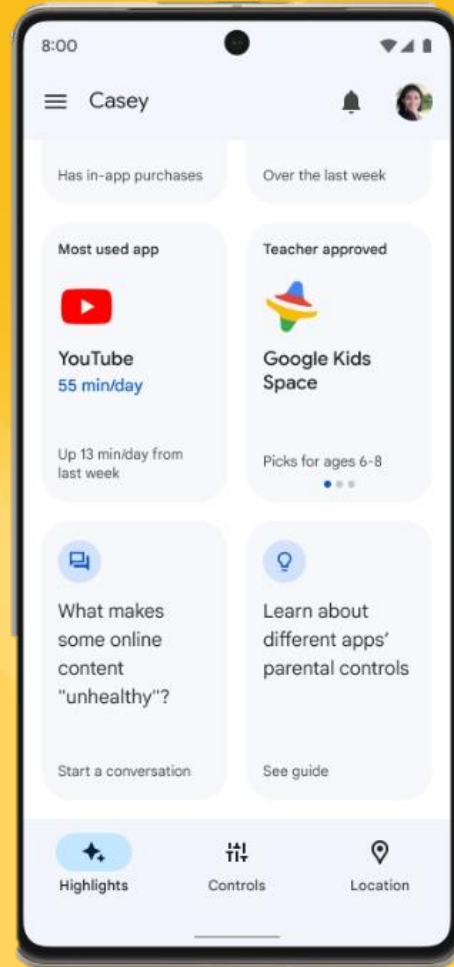 8:00
Casey
Has in-app purchases
Over the last week
Most used app
YouTube
55 min/day
Up 13 min/day from
last week
Teacher approved
Google Kids
Space
Picks for ages 6-8
What makes
some online
content
"unhealthy"?
Start a conversation
Learn about
different apps’
parental controls
See guide
Highlights
Controls
Location